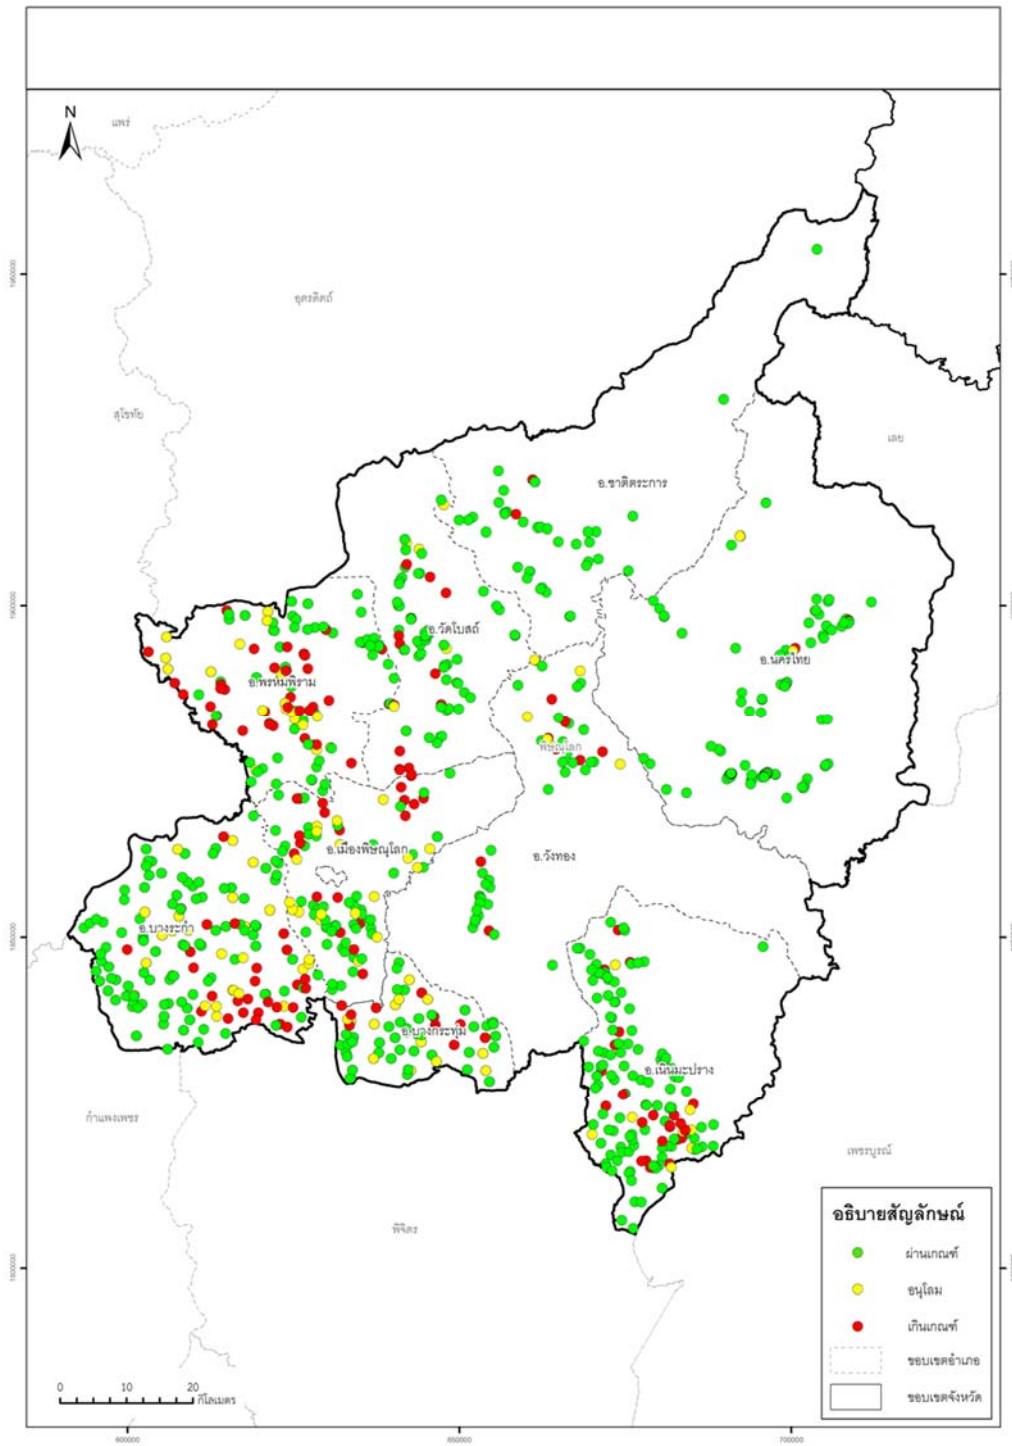 N
แพร่
อุตรดิตถ์
สุโขทัย
เลย
อ.ชาติตระการ
อ.วัดโบสถ์
อ.นครไทย
อ.พรหมพิราม
พิษณุโลก
อ.เมืองพิษณุโลก
อ.วังทอง
อ.บางระกำ
อ.บางกระทุ่ม
อ.เนินมะปราง
กำแพงเพชร
เพชรบูรณ์
พิจิตร
อธิบายสัญลักษณ์
ผ่านเกณฑ์
อนุโลม
เกินเกณฑ์
ขอบเขตอำเภอ
ขอบเขตจังหวัด
0 10 20
กิโลเมตร
1950000
1900000
1850000
1800000
600000 650000 700000